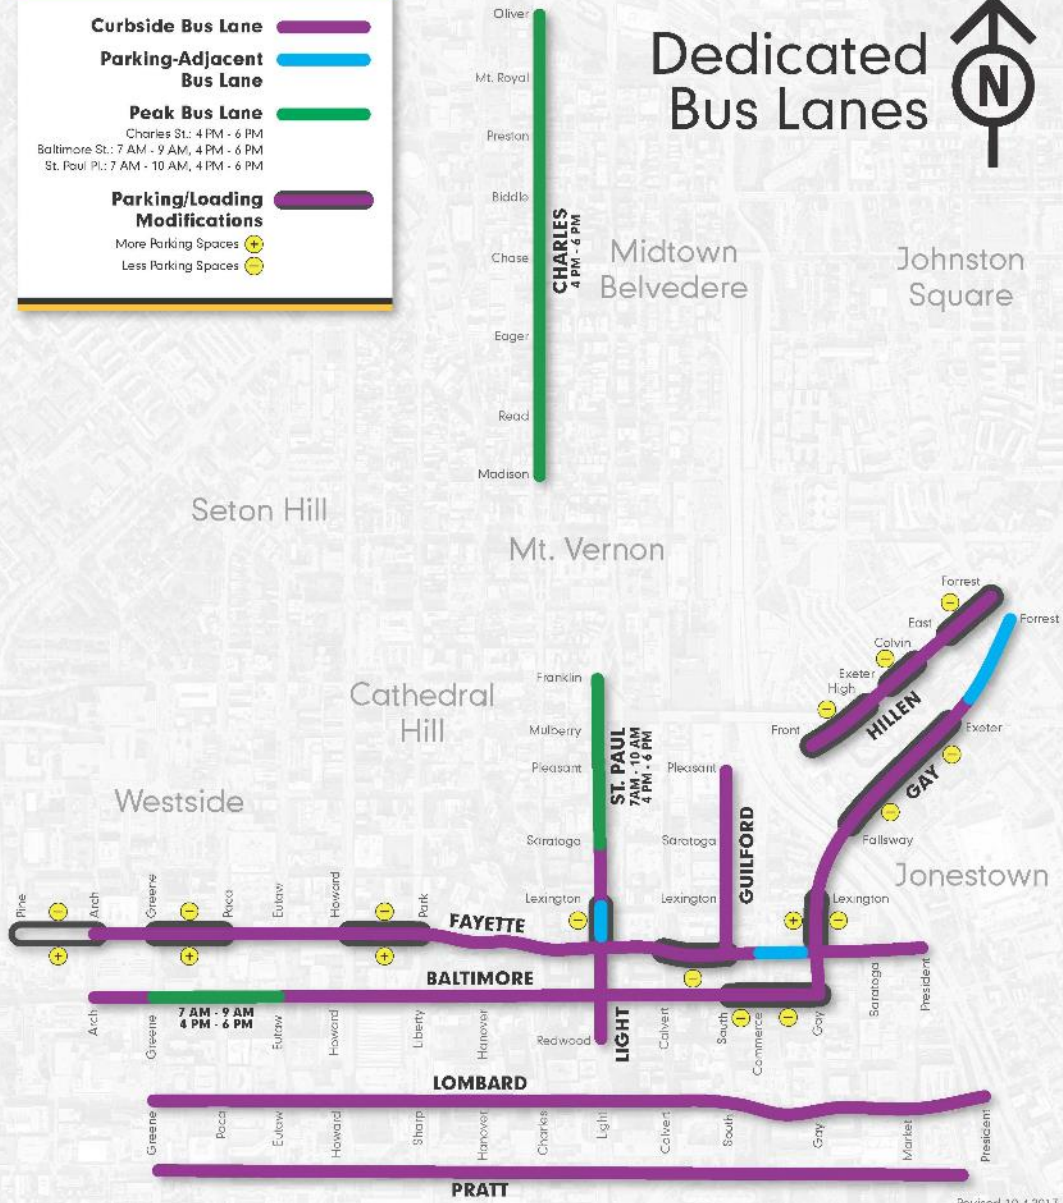 Curbside Bus Lane
Parking-Adjacent
Bus Lane
Peak Bus Lane
Charles St.: 4 PM - 6 PM
Baltimore St.: 7 AM - 9 AM, 4 PM - 6 PM
St. Paul Pl.: 7 AM - 10 AM, 4 PM - 6 PM
Parking/Loading
Modifications
More Parking Spaces +
Less Parking Spaces −
Dedicated
Bus Lanes
N
Oliver
Mt. Royal
Preston
Biddle
Chase
Eager
Read
Madison
CHARLES
4 PM - 6 PM
Midtown
Belvedere
Johnston
Square
Seton Hill
Mt. Vernon
Cathedral
Hill
Westside
Jonestown
Forrest
East
Colvin
Exeter
High
Front
HILLEN
Forrest
Exeter
GAY
Fallsway
Lexington
Franklin
Mulberry
Pleasant
Saratoga
Lexington
ST. PAUL
7AM - 10 AM
4 PM - 6 PM
Pleasant
Saratoga
Lexington
GUILFORD
Pine
Arch
Greene
Paca
Eutaw
Howard
Park
FAYETTE
BALTIMORE
Arch
Greene
7 AM - 9 AM
4 PM - 6 PM
Eutaw
Howard
Liberty
Hanover
Redwood
LIGHT
Calvert
South
Commerce
Gay
Saratoga
President
LOMBARD
Greene
Paca
Eutaw
Howard
Sharp
Hanover
Charles
Light
Calvert
South
Gay
Market
President
PRATT
Revised 10.4.2017